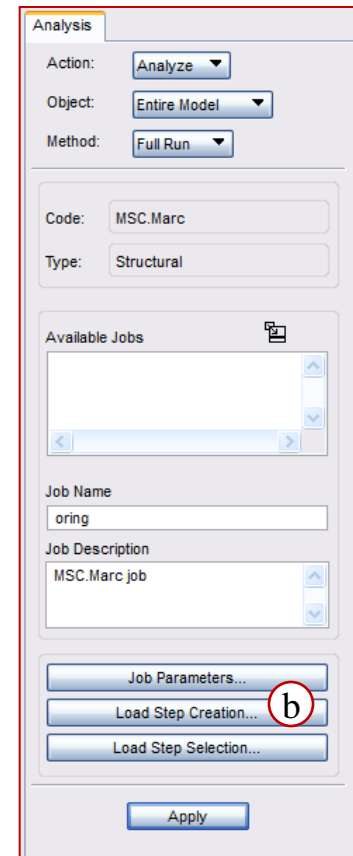 Analysis
Action: Analyze
Object: Entire Model
Method: Full Run
Code: MSC.Marc
Type: Structural
Available Jobs
Job Name
oring
Job Description
MSC.Marc job
Job Parameters...
Load Step Creation... b
Load Step Selection...
Apply